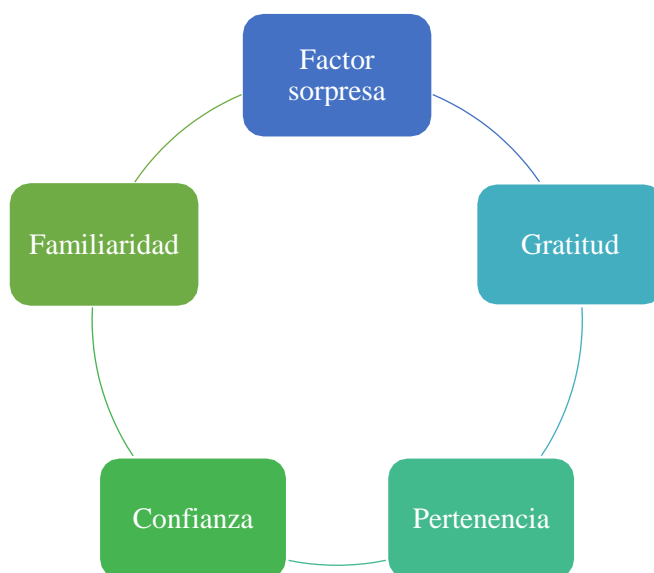 Factor
sorpresa
Gratitud
Pertenencia
Confianza
Familiaridad